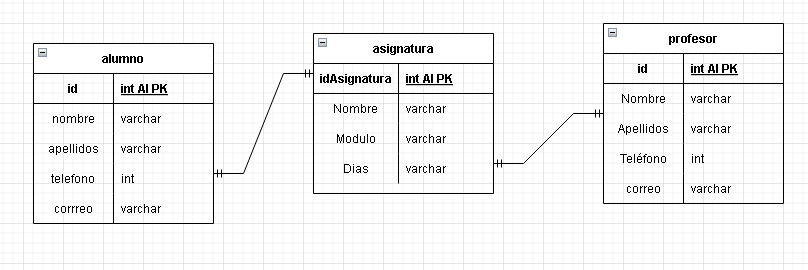 alumno
id int AI PK
nombre varchar
apellidos varchar
telefono int
corrreo varchar
asignatura
idAsignatura int AI PK
Nombre varchar
Modulo varchar
Dias varchar
profesor
id int AI PK
Nombre varchar
Apellidos varchar
Teléfono int
correo varchar